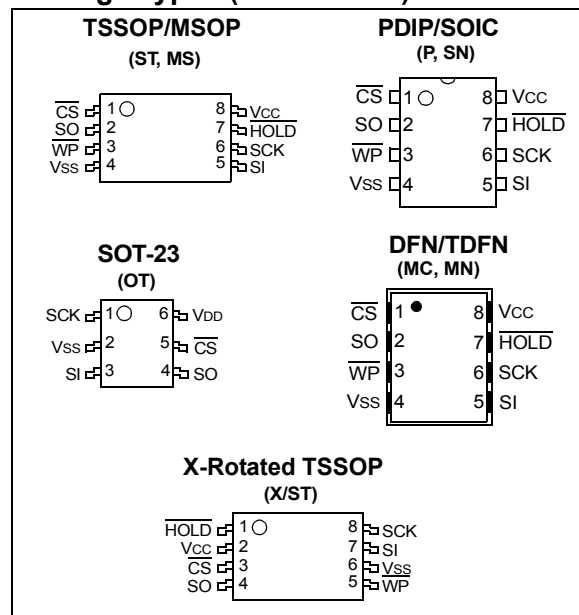 TSSOP/MSOP
(ST, MS)
CS 1 8 VCC
SO 2 7 HOLD
WP 3 6 SCK
VSS 4 5 SI
PDIP/SOIC
(P, SN)
CS 1 8 VCC
SO 2 7 HOLD
WP 3 6 SCK
VSS 4 5 SI
SOT-23
(OT)
SCK 1 6 VDD
VSS 2 5 CS
SI 3 4 SO
DFN/TDFN
(MC, MN)
CS 1 8 VCC
SO 2 7 HOLD
WP 3 6 SCK
VSS 4 5 SI
X-Rotated TSSOP
(X/ST)
HOLD 1 8 SCK
VCC 2 7 SI
CS 3 6 VSS
SO 4 5 WP